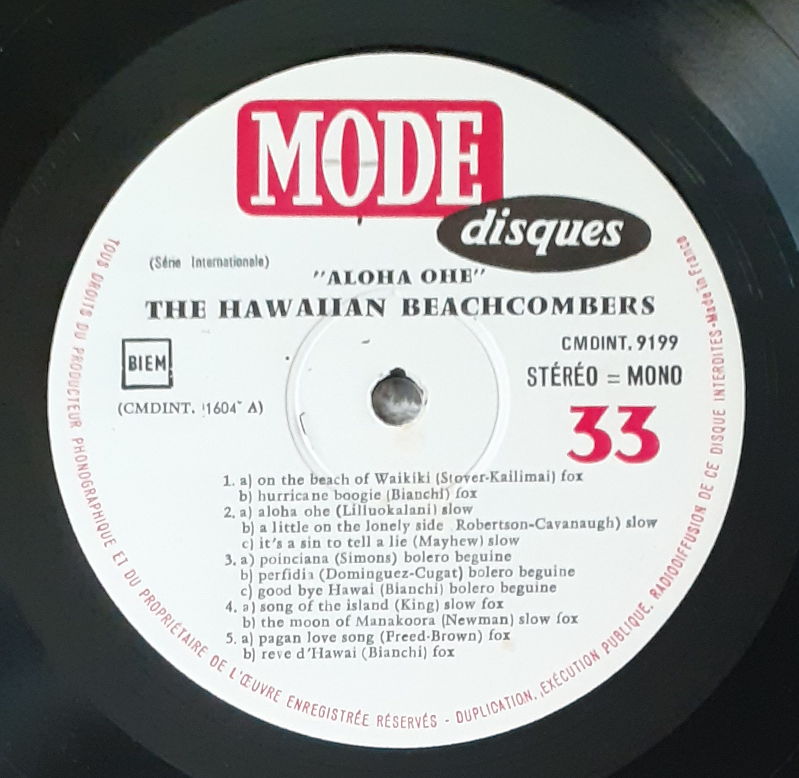 MODE
disques
(Série Internationale)
"ALOHA OHE"
THE HAWAIIAN BEACHCOMBERS
CMDINT. 9199
BIEM
STÉRÉO = MONO
(CMDINT. 1604 A)
33
1. a) on the beach of Waikiki (Stover-Kailimai) fox
b) hurricane boogie (Bianchi) fox
2. a) aloha ohe (Liliuokalani) slow
b) a little on the lonely side Robertson-Cavanaugh) slow
c) it's a sin to tell a lie (Mayhew) slow
3. a) poinciana (Simons) bolero beguine
b) perfidia (Dominguez-Cugat) bolero beguine
c) good bye Hawai (Bianchi) bolero beguine
4. a) song of the island (King) slow fox
b) the moon of Manakoora (Newman) slow fox
5. a) pagan love song (Freed-Brown) fox
b) reve d'Hawai (Bianchi) fox
TOUS DROITS DU PRODUCTEUR PHONOGRAPHIQUE ET DU PROPRIÉTAIRE DE L'ŒUVRE ENREGISTRÉE RÉSERVÉS - DUPLICATION, EXÉCUTION PUBLIQUE, RADIODIFFUSION DE CE DISQUE INTERDITES-Made in France